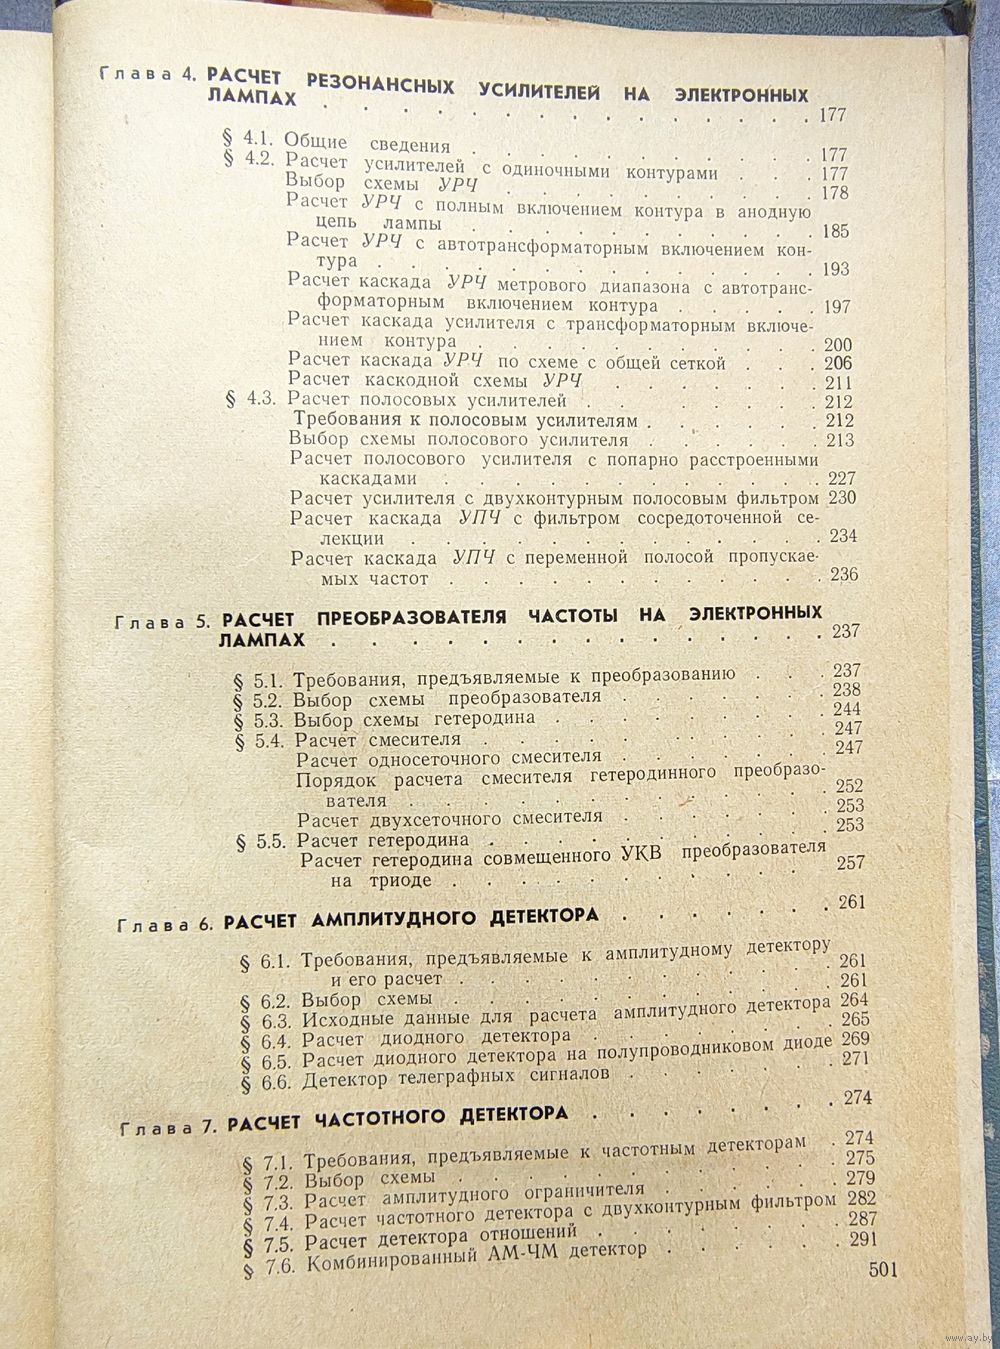 Глава 4. РАСЧЕТ РЕЗОНАНСНЫХ УСИЛИТЕЛЕЙ НА ЭЛЕКТРОННЫХ
ЛАМПАХ . . . . . . . . . . . . . . 177
§ 4.1. Общие сведения . . . . . . . . . . 177
§ 4.2. Расчет усилителей с одиночными контурами . . . 177
Выбор схемы УРЧ . . . . . . . . . 178
Расчет УРЧ с полным включением контура в анодную
цепь лампы . . . . . . . . . . 185
Расчет УРЧ с автотрансформаторным включением кон-
тура . . . . . . . . . . . . 193
Расчет каскада УРЧ метрового диапазона с автотранс-
форматорным включением контура . . . . . 197
Расчет каскада усилителя с трансформаторным включе-
нием контура . . . . . . . . . . 200
Расчет каскада УРЧ по схеме с общей сеткой . . . 206
Расчет каскодной схемы УРЧ . . . . . . 211
§ 4.3. Расчет полосовых усилителей . . . . . . . 212
Требования к полосовым усилителям . . . . . . 212
Выбор схемы полосового усилителя . . . . . . 213
Расчет полосового усилителя с попарно расстроенными
каскадами . . . . . . . . . . . 227
Расчет усилителя с двухконтурным полосовым фильтром 230
Расчет каскада УПЧ с фильтром сосредоточенной се-
лекции . . . . . . . . . . . . 234
Расчет каскада УПЧ с переменной полосой пропускае-
мых частот . . . . . . . . . . . 236
Глава 5. РАСЧЕТ ПРЕОБРАЗОВАТЕЛЯ ЧАСТОТЫ НА ЭЛЕКТРОННЫХ
ЛАМПАХ . . . . . . . . . . . . . . 237
§ 5.1. Требования, предъявляемые к преобразованию . . . 237
§ 5.2. Выбор схемы преобразователя . . . . . . 238
§ 5.3. Выбор схемы гетеродина . . . . . . . . 244
§ 5.4. Расчет смесителя . . . . . . . . . . 247
Расчет односеточного смесителя . . . . . . 247
Порядок расчета смесителя гетеродинного преобразо-
вателя . . . . . . . . . . . 252
Расчет двухсеточного смесителя . . . . . . 253
§ 5.5. Расчет гетеродина . . . . . . . . . 253
Расчет гетеродина совмещенного УКВ преобразователя
на триоде . . . . . . . . . . 257
Глава 6. РАСЧЕТ АМПЛИТУДНОГО ДЕТЕКТОРА . . . . . . 261
§ 6.1. Требования, предъявляемые к амплитудному детектору
и его расчет . . . . . . . . . . 261
§ 6.2. Выбор схемы . . . . . . . . . . . 261
§ 6.3. Исходные данные для расчета амплитудного детектора 264
§ 6.4. Расчет диодного детектора . . . . . . . 265
§ 6.5. Расчет диодного детектора на полупроводниковом диоде 269
§ 6.6. Детектор телеграфных сигналов . . . . . . 271
Глава 7. РАСЧЕТ ЧАСТОТНОГО ДЕТЕКТОРА . . . . . . . 274
§ 7.1. Требования, предъявляемые к частотным детекторам . 274
§ 7.2. Выбор схемы . . . . . . . . . . . 275
§ 7.3. Расчет амплитудного ограничителя . . . . . 279
§ 7.4. Расчет частотного детектора с двухконтурным фильтром 282
§ 7.5. Расчет детектора отношений . . . . . . . 287
§ 7.6. Комбинированный АМ-ЧМ детектор . . . . . 291
501
www.ay.by